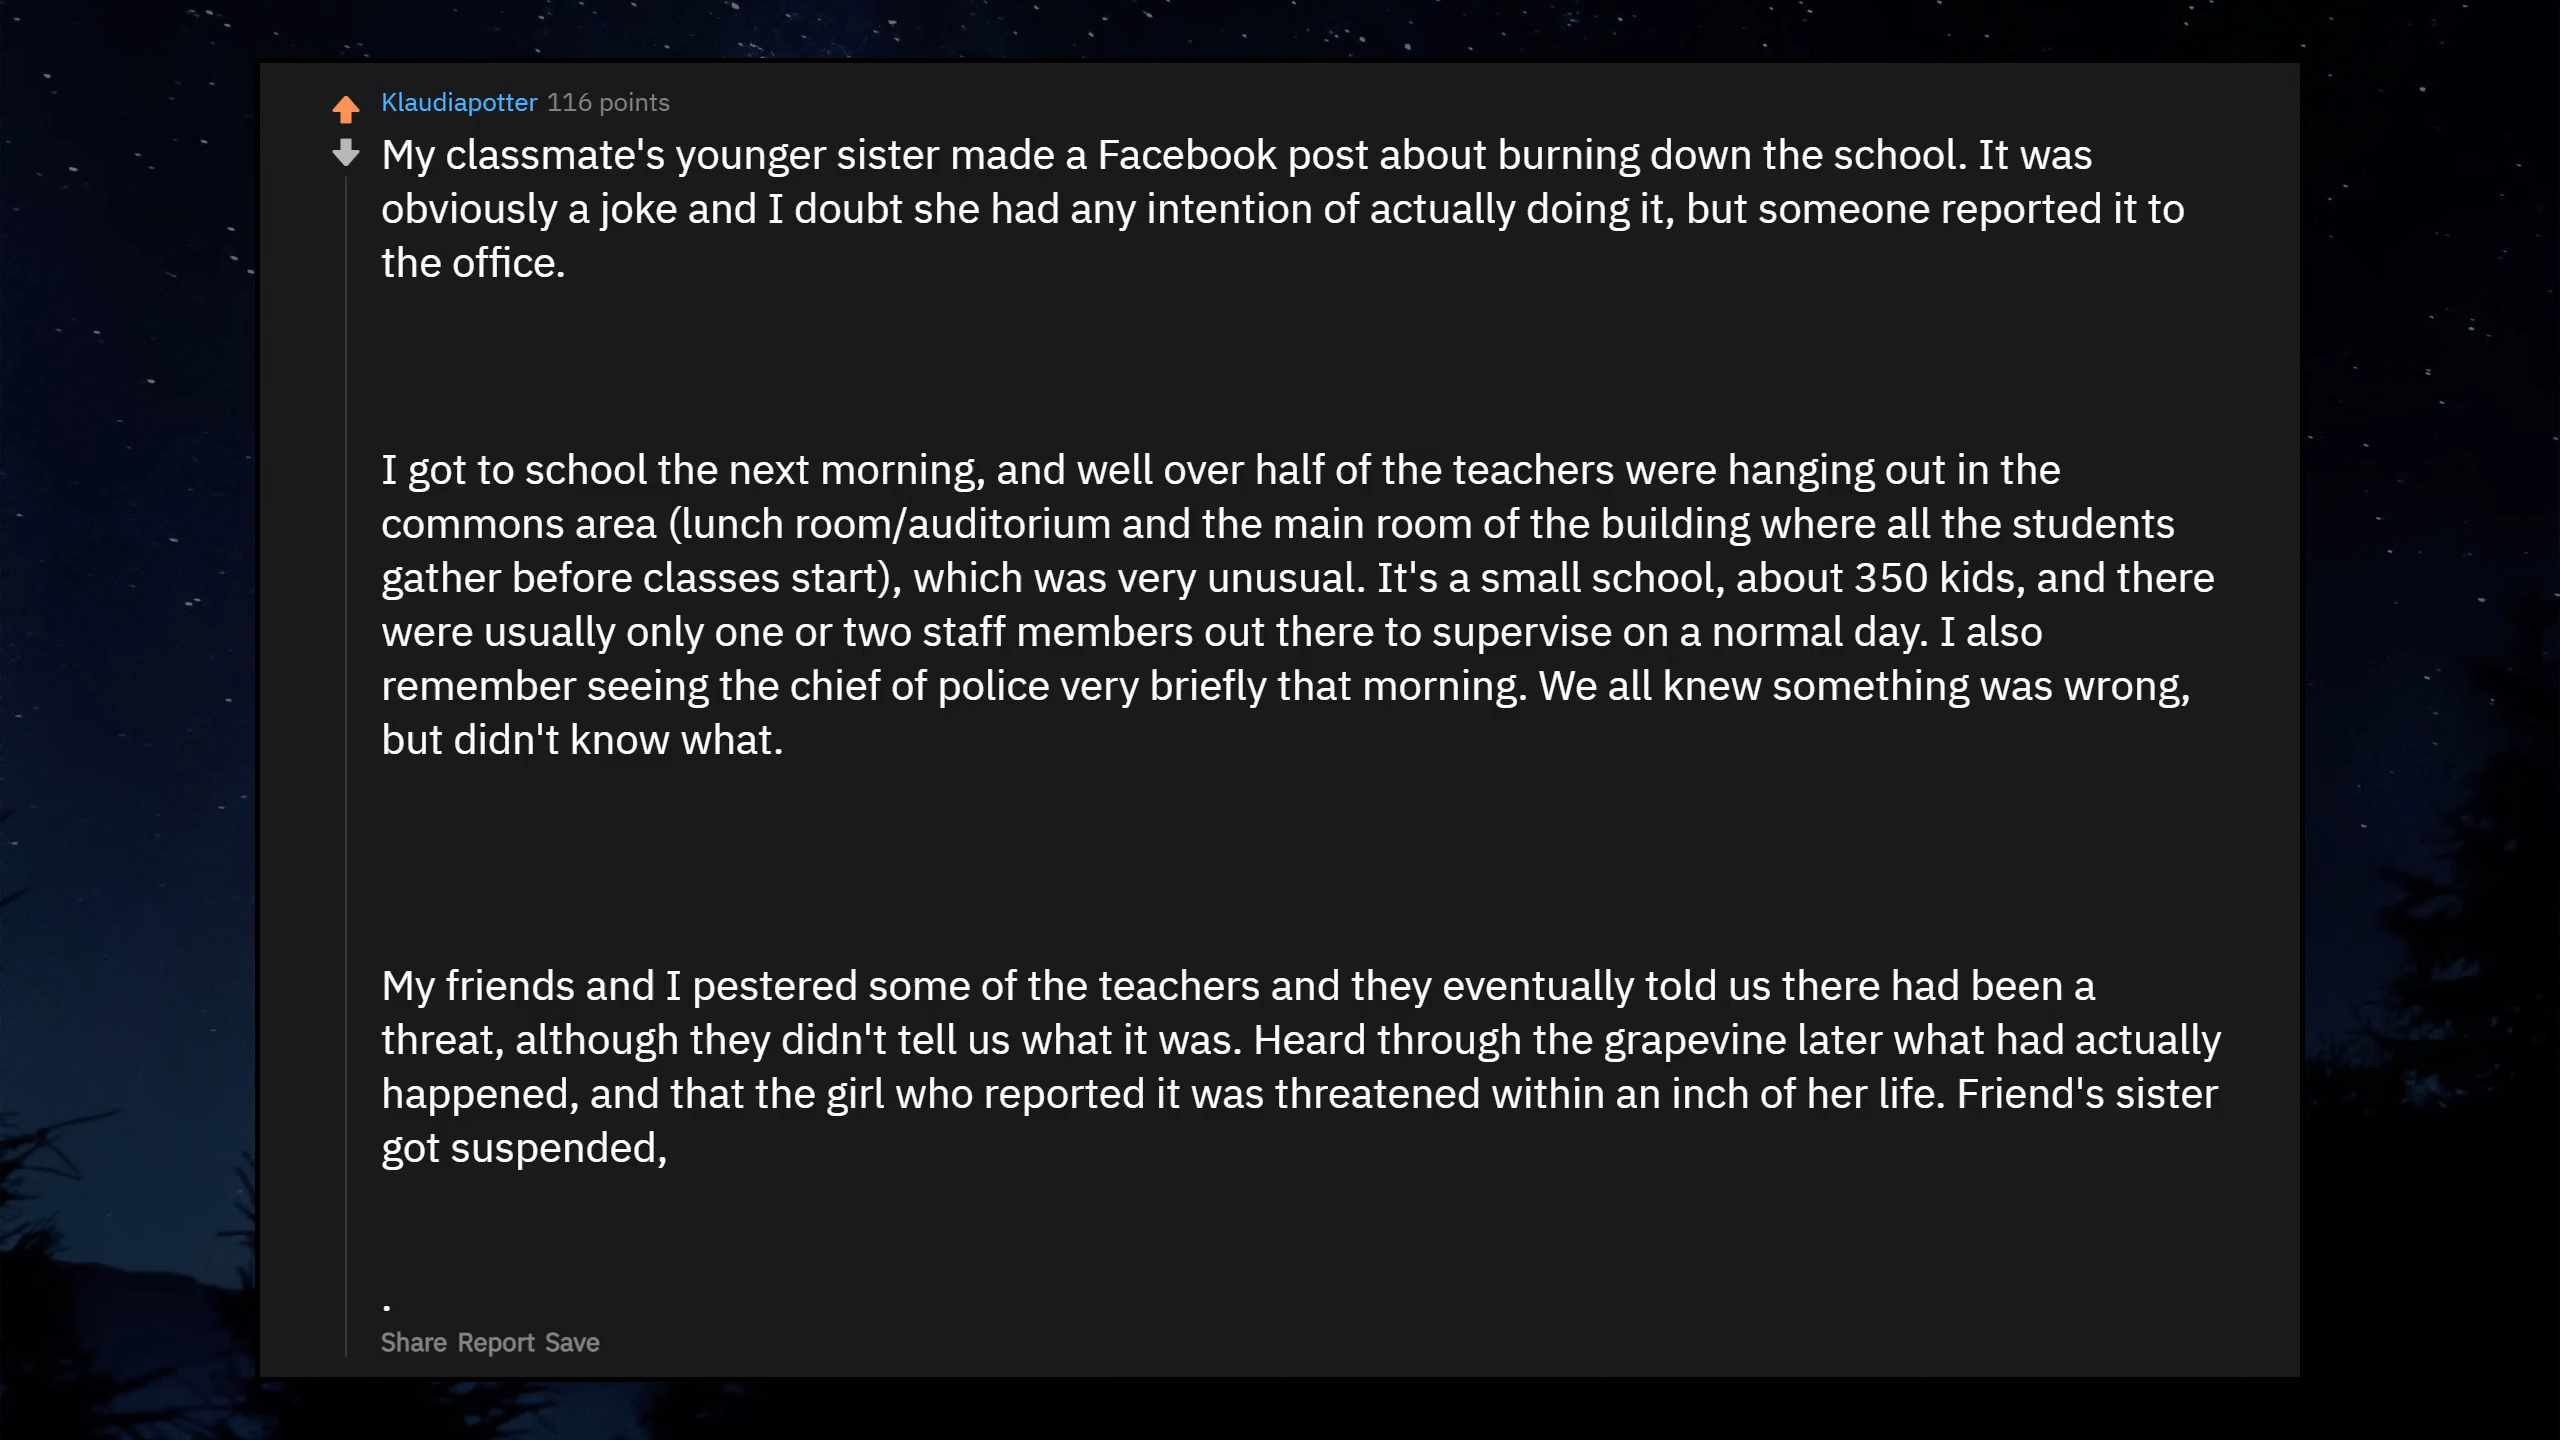 Klaudiapotter 116 points
My classmate's younger sister made a Facebook post about burning down the school. It was
obviously a joke and I doubt she had any intention of actually doing it, but someone reported it to
the office.
I got to school the next morning, and well over half of the teachers were hanging out in the
commons area (lunch room/auditorium and the main room of the building where all the students
gather before classes start), which was very unusual. It's a small school, about 350 kids, and there
were usually only one or two staff members out there to supervise on a normal day. I also
remember seeing the chief of police very briefly that morning. We all knew something was wrong,
but didn't know what.
My friends and I pestered some of the teachers and they eventually told us there had been a
threat, although they didn't tell us what it was. Heard through the grapevine later what had actually
happened, and that the girl who reported it was threatened within an inch of her life. Friend's sister
got suspended,
.
Share Report Save